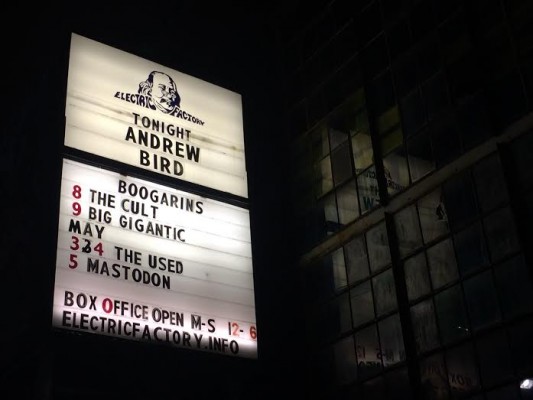 ELECTRIC FACTORY
TONIGHT
ANDREW
BIRD
BOOGARINS
8 THE CULT
9 BIG GIGANTIC
MAY
3&4 THE USED
5 MASTODON
BOX OFFICE OPEN M-S 12-6
ELECTRICFACTORY.INFO